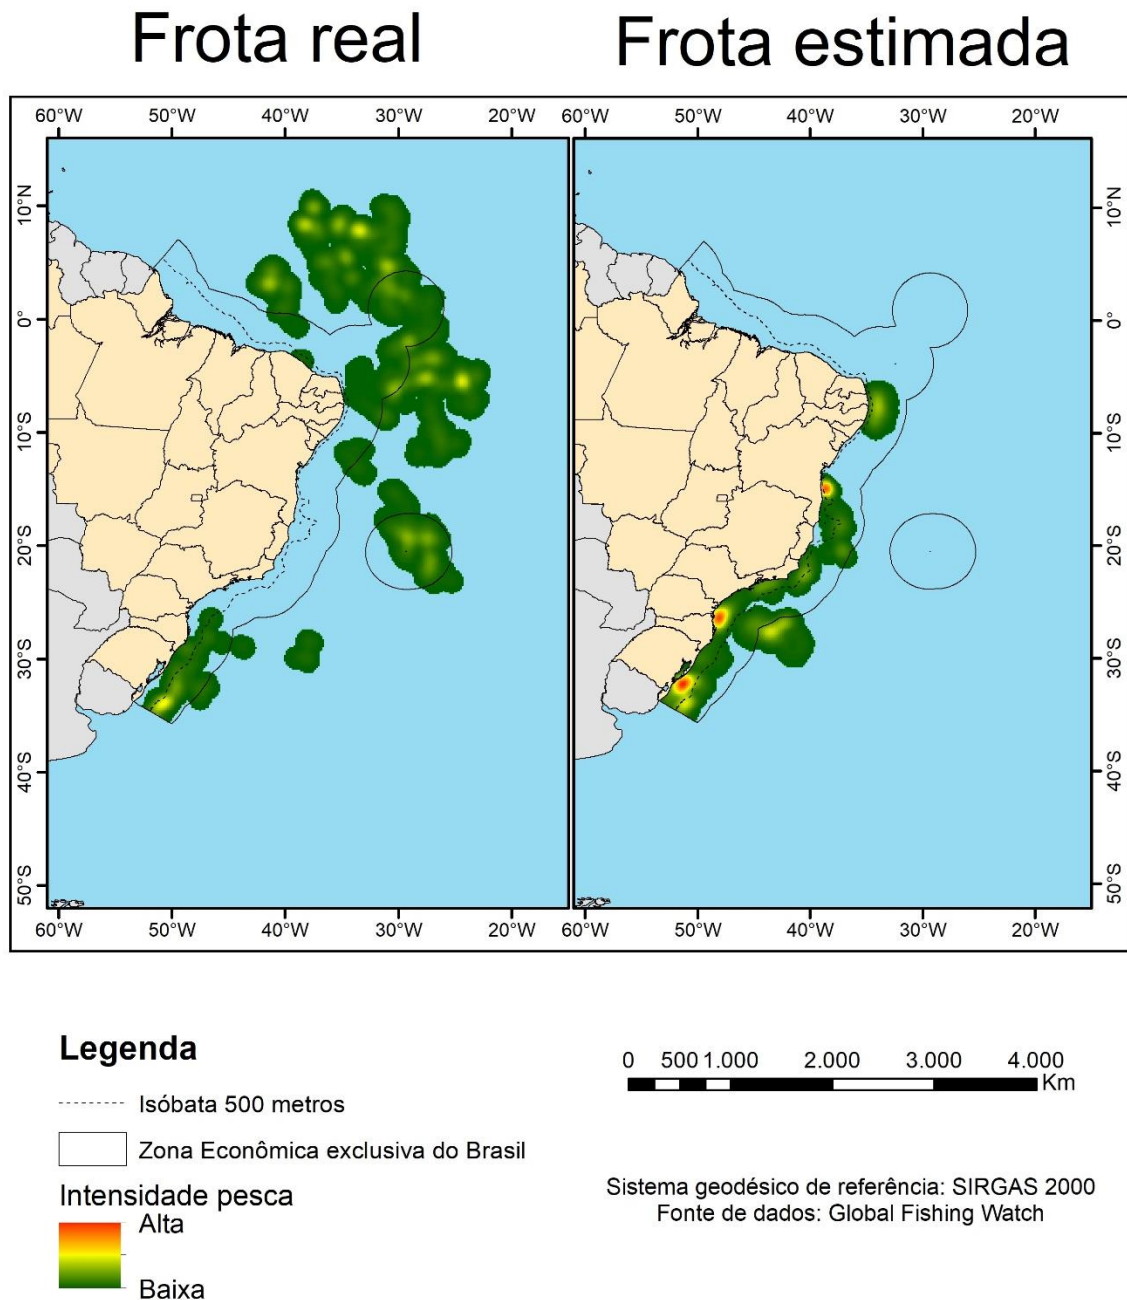 Frota real
Frota estimada
60°W 50°W 40°W 30°W 20°W
60°W 50°W 40°W 30°W 20°W
10°N
0°
10°S
20°S
30°S
40°S
50°S
10°N
0°
10°S
20°S
30°S
40°S
50°S
60°W 50°W 40°W 30°W 20°W
60°W 50°W 40°W 30°W 20°W
Legenda
Isóbata 500 metros
Zona Econômica exclusiva do Brasil
Intensidade pesca
Alta
Baixa
0 500 1.000 2.000 3.000 4.000
Km
Sistema geodésico de referência: SIRGAS 2000
Fonte de dados: Global Fishing Watch